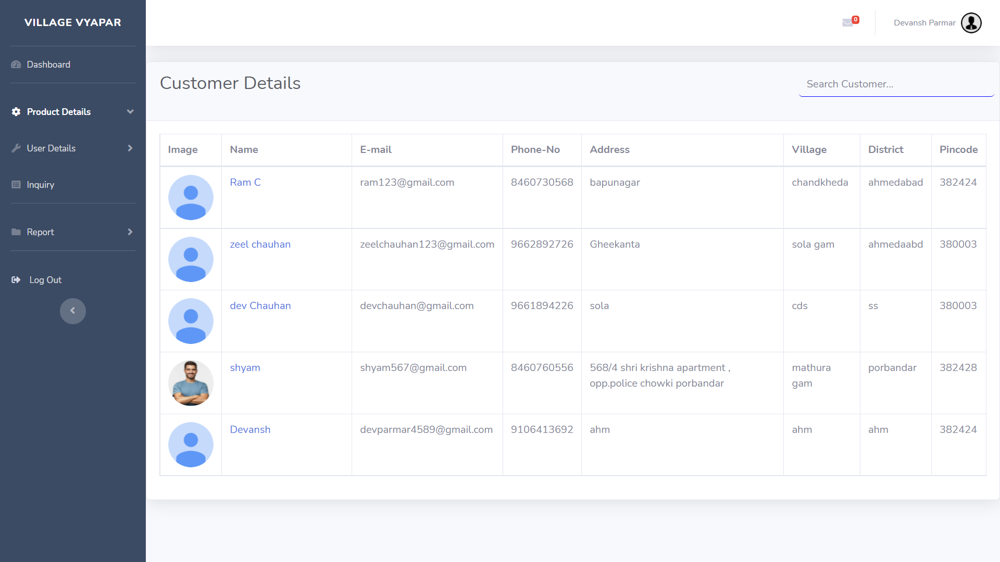 VILLAGE VYAPAR
Dashboard
Product Details
User Details
Inquiry
Report
Log Out
0
Devansh Parmar
Customer Details
Search Customer...
Image Name E-mail Phone-No Address Village District Pincode
Ram C ram123@gmail.com 8460730568 bapunagar chandkheda ahmedabad 382424
zeel chauhan zeelchauhan123@gmail.com 9662892726 Gheekanta sola gam ahmedaabd 380003
dev Chauhan devchauhan@gmail.com 9661894226 sola cds ss 380003
shyam shyam567@gmail.com 8460760556 568/4 shri krishna apartment , mathura porbandar 382428
opp.police chowki porbandar gam
Devansh devparmar4589@gmail.com 9106413692 ahm ahm ahm 382424